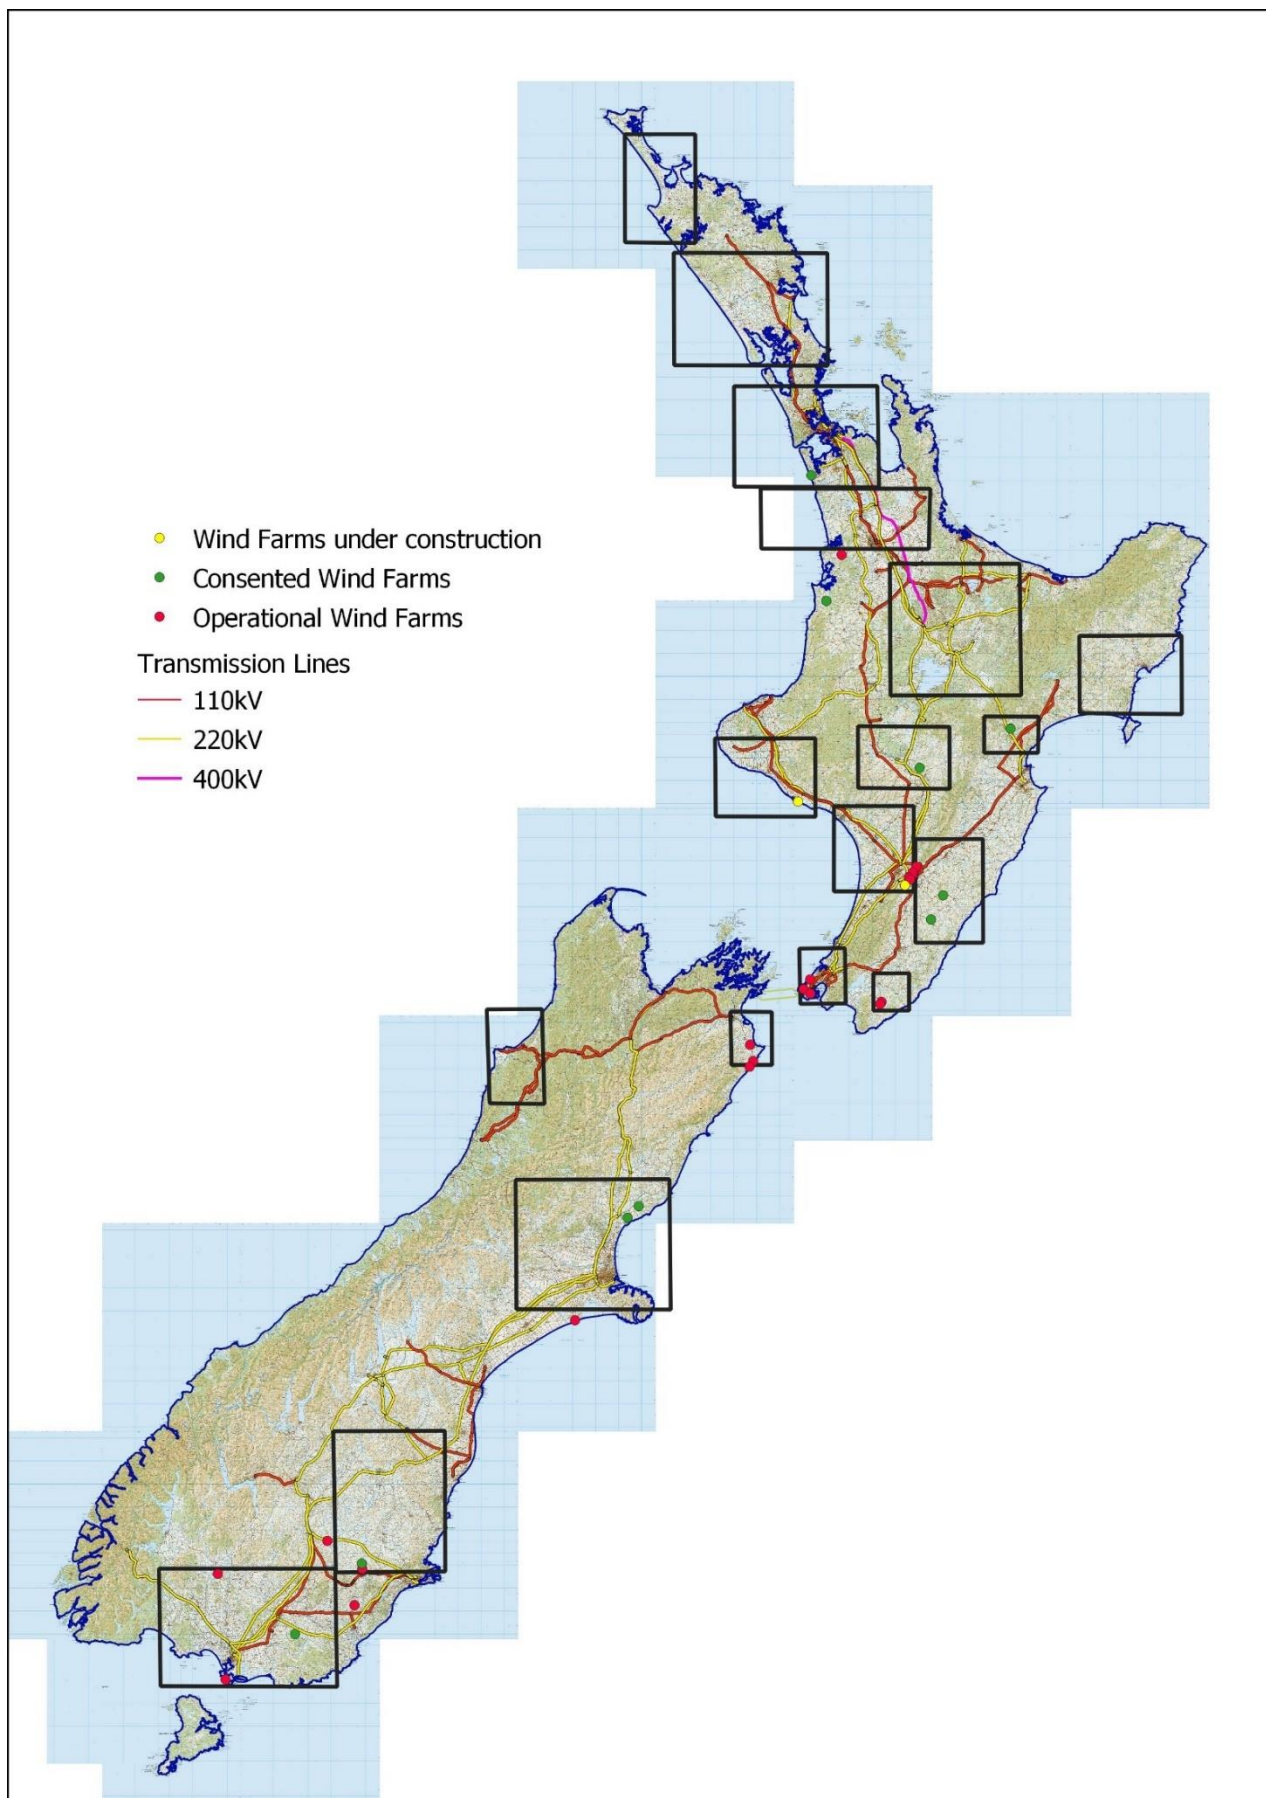 Wind Farms under construction
Consented Wind Farms
Operational Wind Farms
Transmission Lines
110kV
220kV
400kV